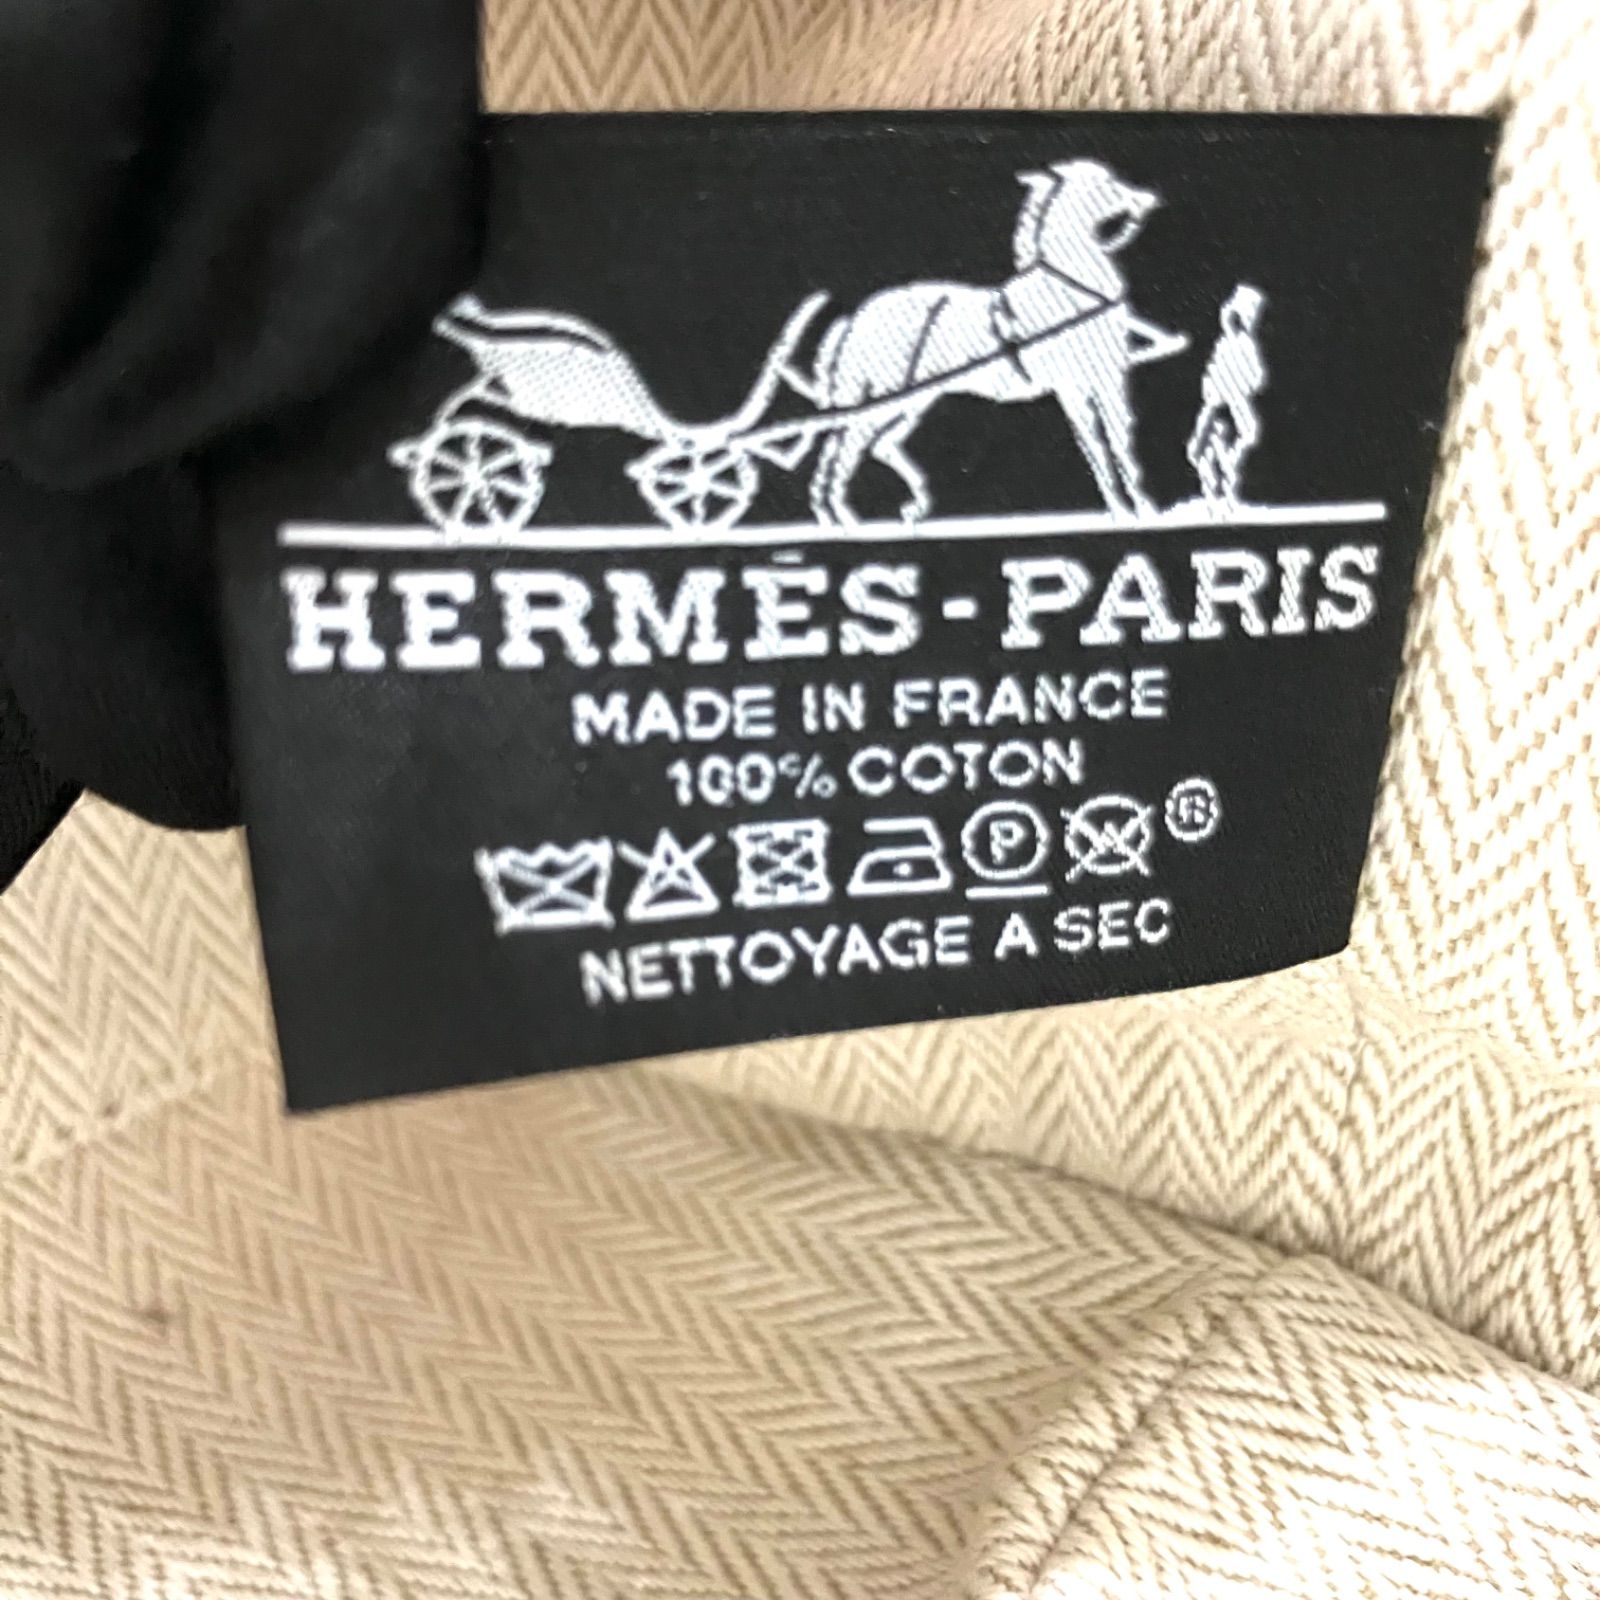 HERMÈS-PARIS
MADE IN FRANCE
100% COTON
P W ®
NETTOYAGE A SEC